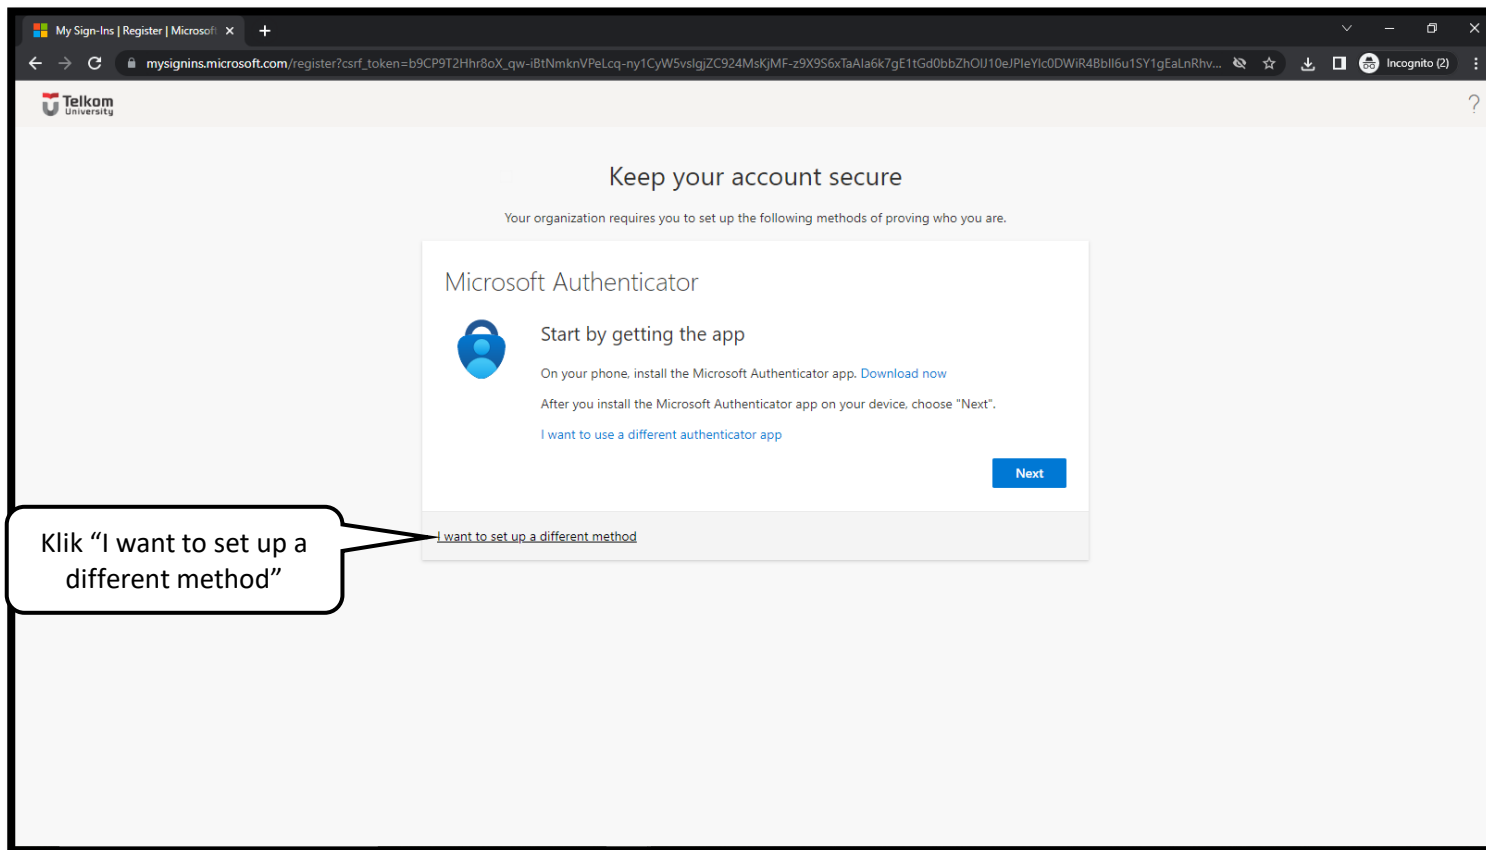 My Sign-Ins | Register | Microsoft
mysignins.microsoft.com/register?csrf_token=b9CP9T2Hhr8oX_qw-iBtNmknVPeLcq-ny1CyW5vslgjZC924MsKjMF-z9X9S6xTaAla6k7gE1tGd0bbZhOIJ10eJPIeYlc0DWiR4BbIl6u1SY1gEaLnRhv...
Incognito (2)
Telkom
University
?
Keep your account secure
Your organization requires you to set up the following methods of proving who you are.
Microsoft Authenticator
Start by getting the app
On your phone, install the Microsoft Authenticator app. Download now
After you install the Microsoft Authenticator app on your device, choose "Next".
I want to use a different authenticator app
Next
Klik “I want to set up a
different method”
I want to set up a different method